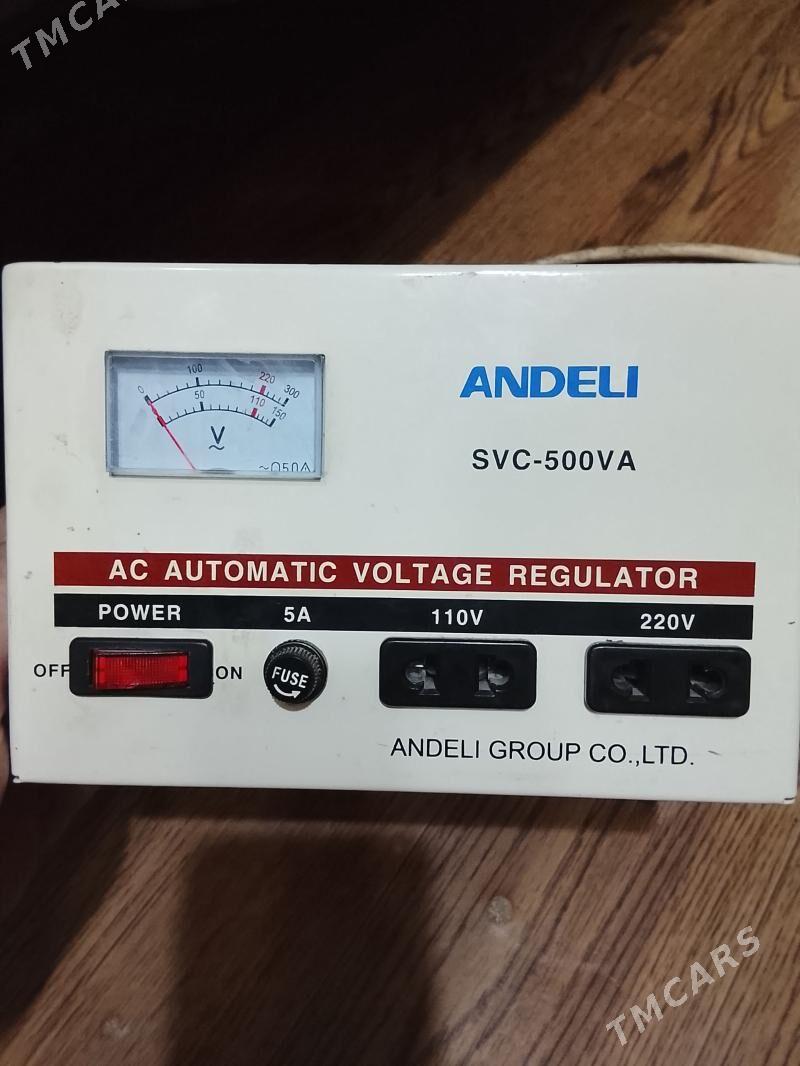 TMCARS
ANDELI
SVC-500VA
0 100 220 300
50 110 150
V
~
AC AUTOMATIC VOLTAGE REGULATOR
POWER 5A 110V 220V
OFF ON
FUSE
ANDELI GROUP CO.,LTD.
TMCARS